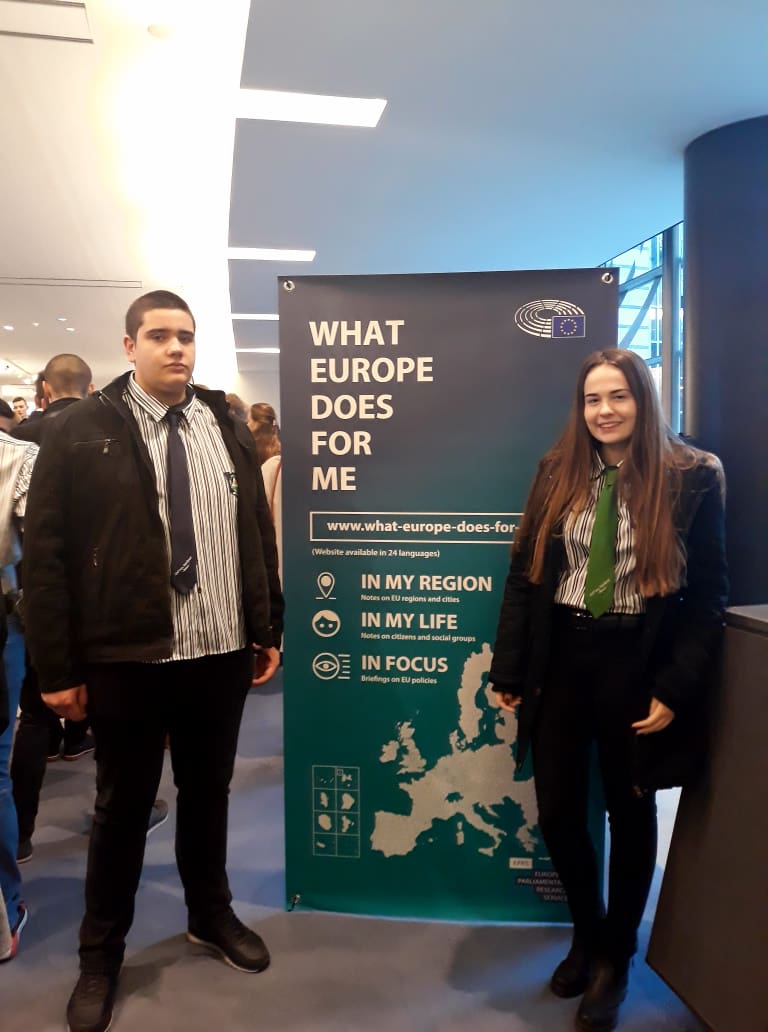 WHAT
EUROPE
DOES
FOR
ME
www.what-europe-does-for-
(Website available in 24 languages)
IN MY REGION
Notes on EU regions and cities
IN MY LIFE
Notes on citizens and social groups
IN FOCUS
Briefings on EU policies
EPRS